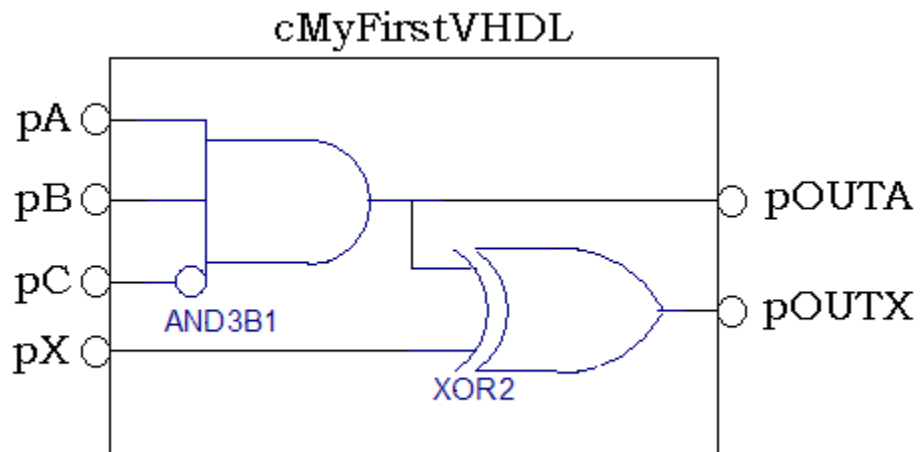 cMyFirstVHDL
pA
pB
pOUTA
pC
AND3B1
pOUTX
pX
XOR2